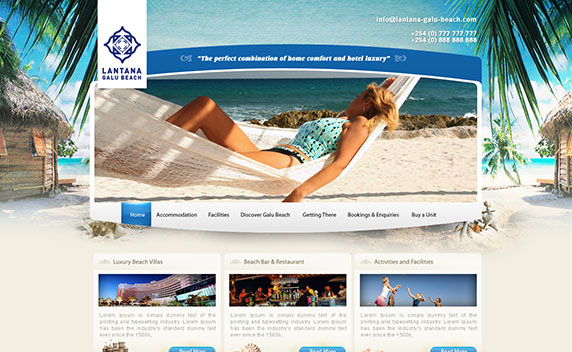 info@lantana-galu-beach.com
+254 (0) 777 777 777
+254 (0) 888 888 888
LANTANA
GALU BEACH
"The perfect combination of home comfort and hotel luxury"
Home Accommodation Facilities Discover Galu Beach Getting There Bookings & Enquiries Buy a Unit
Luxury Beach Villas
Lorem Ipsum is simply dummy text of the
printing and typesetting industry. Lorem Ipsum
has been the industry's standard dummy text
ever since the 1500s.
Read More
Beach Bar & Restaurant
Lorem Ipsum is simply dummy text of the
printing and typesetting industry. Lorem Ipsum
has been the industry's standard dummy text
ever since the 1500s.
Read More
Activities and Facilities
Lorem Ipsum is simply dummy text of the
printing and typesetting industry. Lorem Ipsum
has been the industry's standard dummy text
ever since the 1500s.
Read More